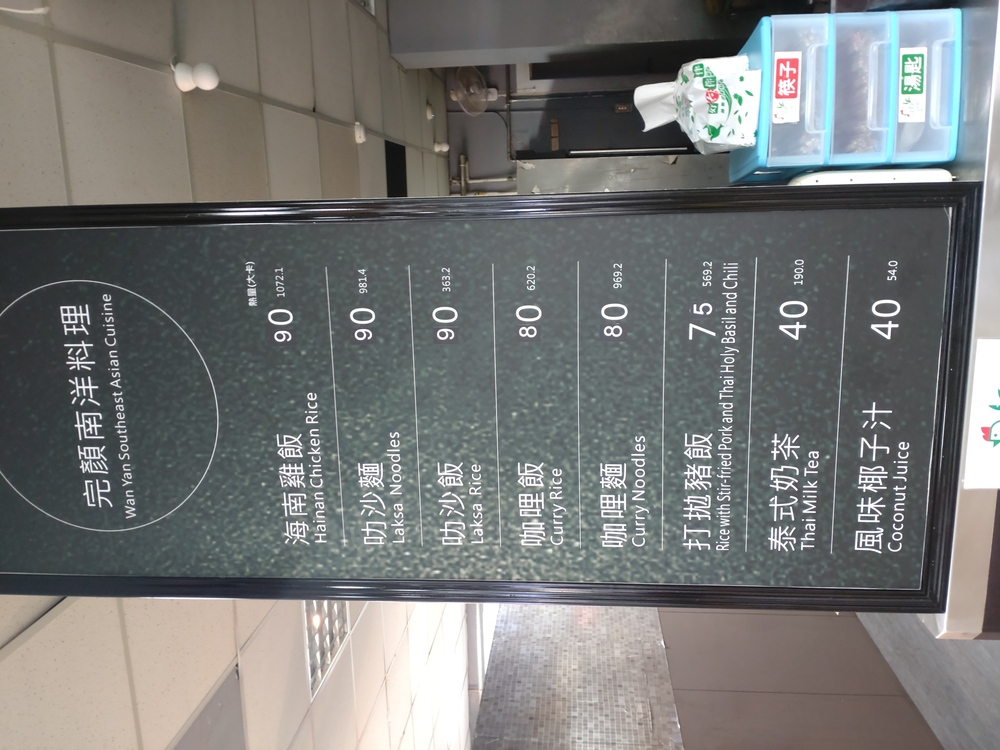 完顏南洋料理
Wan Yan Southeast Asian Cuisine
熱量(大卡)
海南雞飯 90 1072.1
Hainan Chicken Rice
叻沙麵 90 981.4
Laksa Noodles
叻沙飯 90 363.2
Laksa Rice
咖哩飯 80 620.2
Curry Rice
咖哩麵 80 969.2
Curry Noodles
打拋豬飯 75 569.2
Rice with Stir-fried Pork and Thai Holy Basil and Chili
泰式奶茶 40 190.0
Thai Milk Tea
風味椰子汁 40 54.0
Coconut Juice
筷子
湯匙